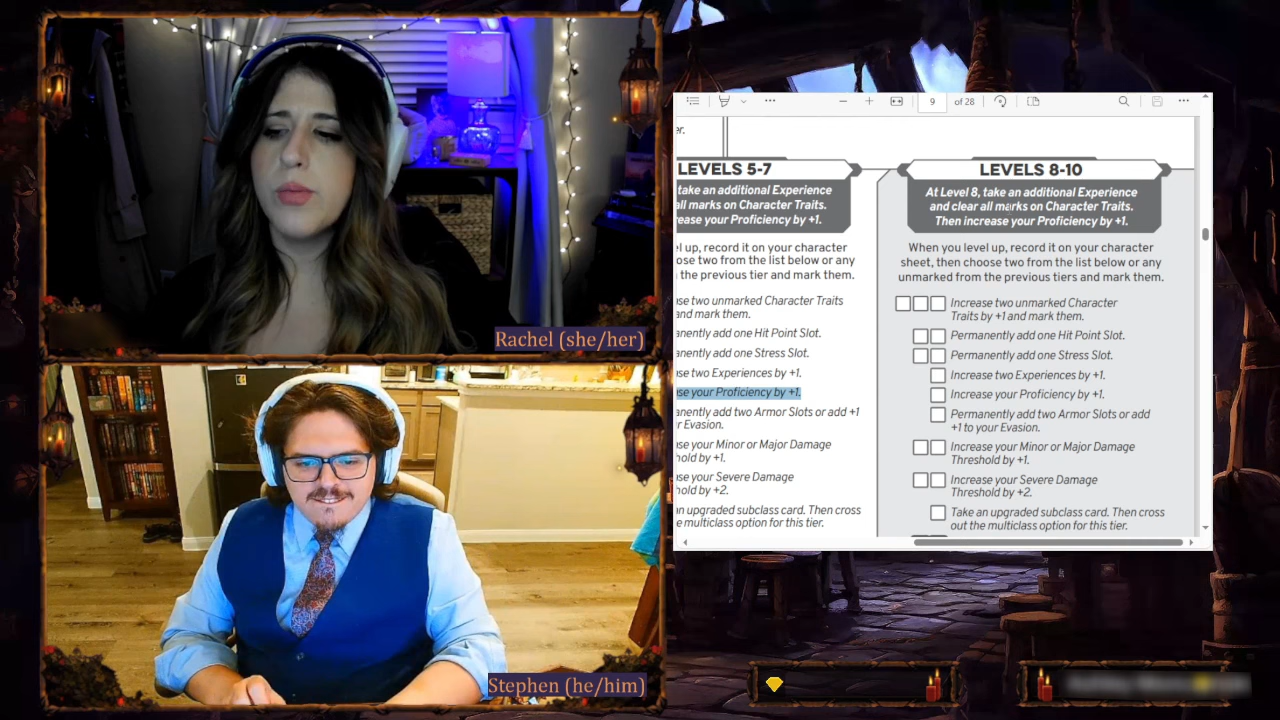 Rachel (she/her)
Stephen (he/him)
9 of 28
er.
LEVELS 5-7
take an additional Experience
all marks on Character Traits.
ease your Proficiency by +1.
el up, record it on your character
ose two from the list below or any
the previous tier and mark them.
ase two unmarked Character Traits
and mark them.
anently add one Hit Point Slot.
anently add one Stress Slot.
ase two Experiences by +1.
ase your Proficiency by +1.
anently add two Armor Slots or add +1
r Evasion.
ase your Minor or Major Damage
hold by +1.
ase your Severe Damage
hold by +2.
an upgraded subclass card. Then cross
e multiclass option for this tier.
LEVELS 8-10
At Level 8, take an additional Experience
and clear all marks on Character Traits.
Then increase your Proficiency by +1.
When you level up, record it on your character
sheet, then choose two from the list below or any
unmarked from the previous tiers and mark them.
Increase two unmarked Character
Traits by +1 and mark them.
Permanently add one Hit Point Slot.
Permanently add one Stress Slot.
Increase two Experiences by +1.
Increase your Proficiency by +1.
Permanently add two Armor Slots or add
+1 to your Evasion.
Increase your Minor or Major Damage
Threshold by +1.
Increase your Severe Damage
Threshold by +2.
Take an upgraded subclass card. Then cross
out the multiclass option for this tier.